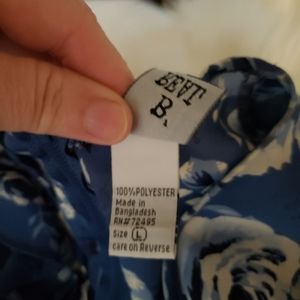 B.
100% POLYESTER
Made in
Bangladesh
RN# 72495
Size L
care on Reverse